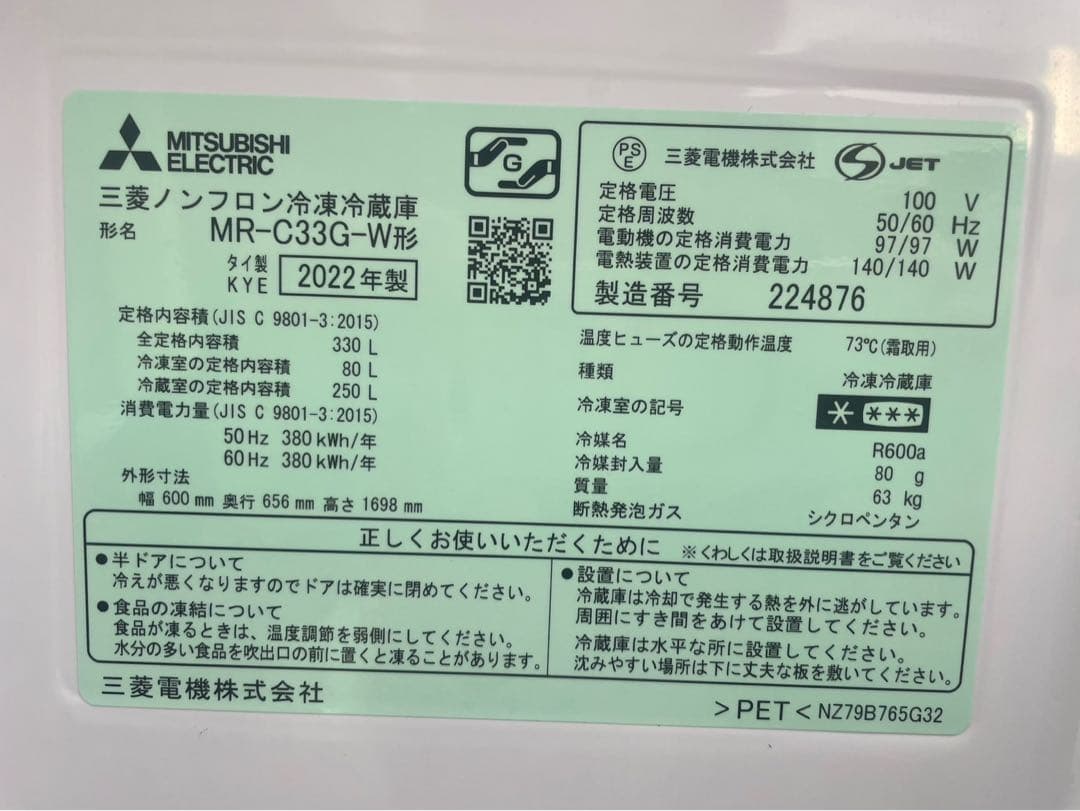 MITSUBISHI
ELECTRIC
三菱ノンフロン冷凍冷蔵庫
形名 MR-C33G-W形
タイ製
KYE 2022年製
G
PSE 三菱電機株式会社 S JET
定格電圧 100 V
定格周波数 50/60 Hz
電動機の定格消費電力 97/97 W
電熱装置の定格消費電力 140/140 W
製造番号 224876
定格内容積(JIS C 9801-3:2015)
全定格内容積 330 L
冷凍室の定格内容積 80 L
冷蔵室の定格内容積 250 L
消費電力量(JIS C 9801-3:2015)
50Hz 380kWh/年
60Hz 380kWh/年
外形寸法
幅 600 mm 奥行 656 mm 高さ 1698 mm
温度ヒューズの定格動作温度 73℃(霜取用)
種類 冷凍冷蔵庫
冷凍室の記号 * ***
冷媒名 R600a
冷媒封入量 80 g
質量 63 kg
断熱発泡ガス シクロペンタン
正しくお使いいただくために ※くわしくは取扱説明書をご覧ください
●半ドアについて
冷えが悪くなりますのでドアは確実に閉めてください。
●食品の凍結について
食品が凍るときは、温度調節を弱側にしてください。
水分の多い食品を吹出口の前に置くと凍ることがあります。
●設置について
冷蔵庫は冷却で発生する熱を外に逃がしています。
周囲にすき間をあけて設置してください。
冷蔵庫は水平な所に設置してください。
沈みやすい場所は下に丈夫な板を敷いてください。
三菱電機株式会社
>PET< NZ79B765G32